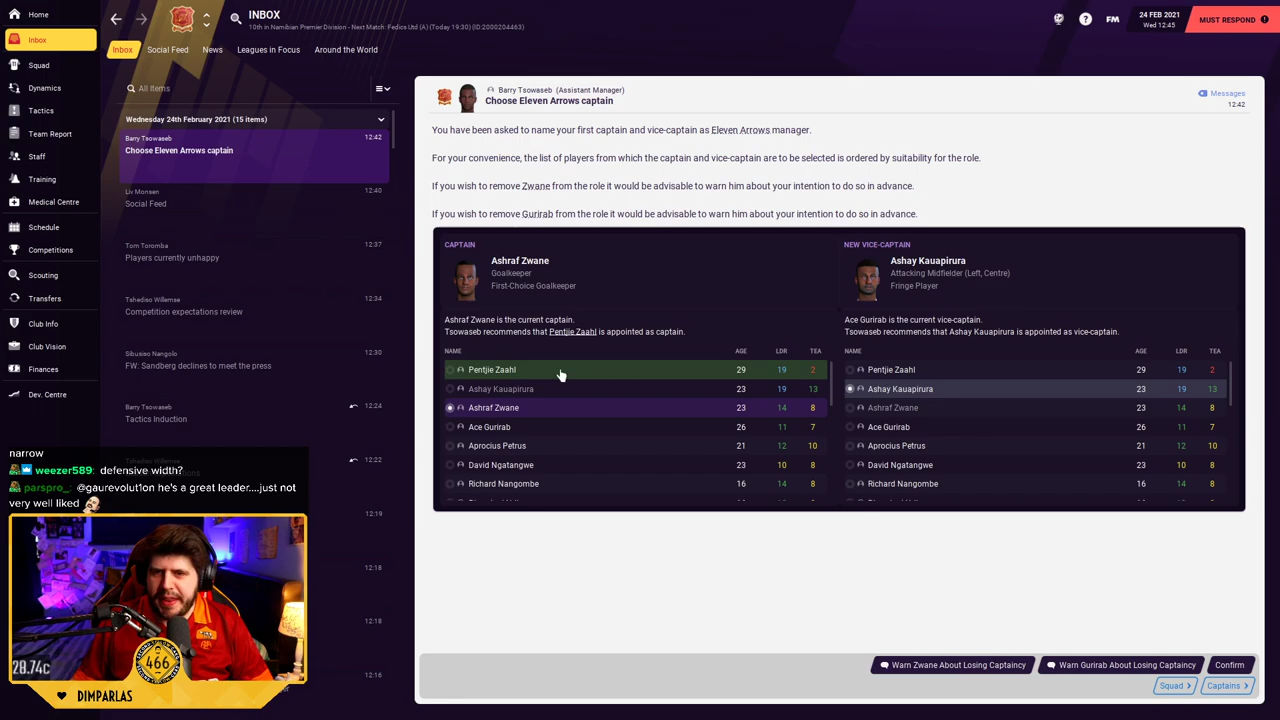 Home
Inbox
Squad
Dynamics
Tactics
Team Report
Staff
Training
Medical Centre
Schedule
Competitions
Scouting
Transfers
Club Info
Club Vision
Finances
Dev. Centre
INBOX
10th in Namibian Premier Division - Next Match: Fedics Utd (A) (Today 19:30) (ID:2000204463)
FM
24 FEB 2021
Wed 12:45
MUST RESPOND
Inbox
Social Feed
News
Leagues in Focus
Around the World
All Items
Wednesday 24th February 2021 (15 items)
Barry Tsowaseb
12:42
Choose Eleven Arrows captain
Liv Monsen
12:40
Social Feed
Tom Toromba
12:37
Players currently unhappy
Tshediso Willemse
12:34
Competition expectations review
Sibusiso Nangolo
12:30
FW: Sandberg declines to meet the press
Barry Tsowaseb
12:24
Tactics Induction
12:22
12:19
12:18
12:18
12:16
Barry Tsowaseb (Assistant Manager)
Choose Eleven Arrows captain
Messages
12:42
You have been asked to name your first captain and vice-captain as Eleven Arrows manager.
For your convenience, the list of players from which the captain and vice-captain are to be selected is ordered by suitability for the role.
If you wish to remove Zwane from the role it would be advisable to warn him about your intention to do so in advance.
If you wish to remove Gurirab from the role it would be advisable to warn him about your intention to do so in advance.
CAPTAIN
Ashraf Zwane
Goalkeeper
First-Choice Goalkeeper
Ashraf Zwane is the current captain.
Tsowaseb recommends that Pentjie Zaahl is appointed as captain.
NAME AGE LDR TEA
Pentjie Zaahl 29 19 2
Ashay Kauapirura 23 19 13
Ashraf Zwane 23 14 8
Ace Gurirab 26 11 7
Aprocius Petrus 21 12 10
David Ngatangwe 23 10 8
Richard Nangombe 16 14 8
NEW VICE-CAPTAIN
Ashay Kauapirura
Attacking Midfielder (Left, Centre)
Fringe Player
Ace Gurirab is the current vice-captain.
Tsowaseb recommends that Ashay Kauapirura is appointed as vice-captain.
NAME AGE LDR TEA
Pentjie Zaahl 29 19 2
Ashay Kauapirura 23 19 13
Ashraf Zwane 23 14 8
Ace Gurirab 26 11 7
Aprocius Petrus 21 12 10
David Ngatangwe 23 10 8
Richard Nangombe 16 14 8
Warn Zwane About Losing Captaincy
Warn Gurirab About Losing Captaincy
Confirm
Squad
Captains
narrow
weezer589: defensive width?
parspro_: @gaurevolut1on he's a great leader....just not
very well liked
28.74c
466
DIMPARLAS